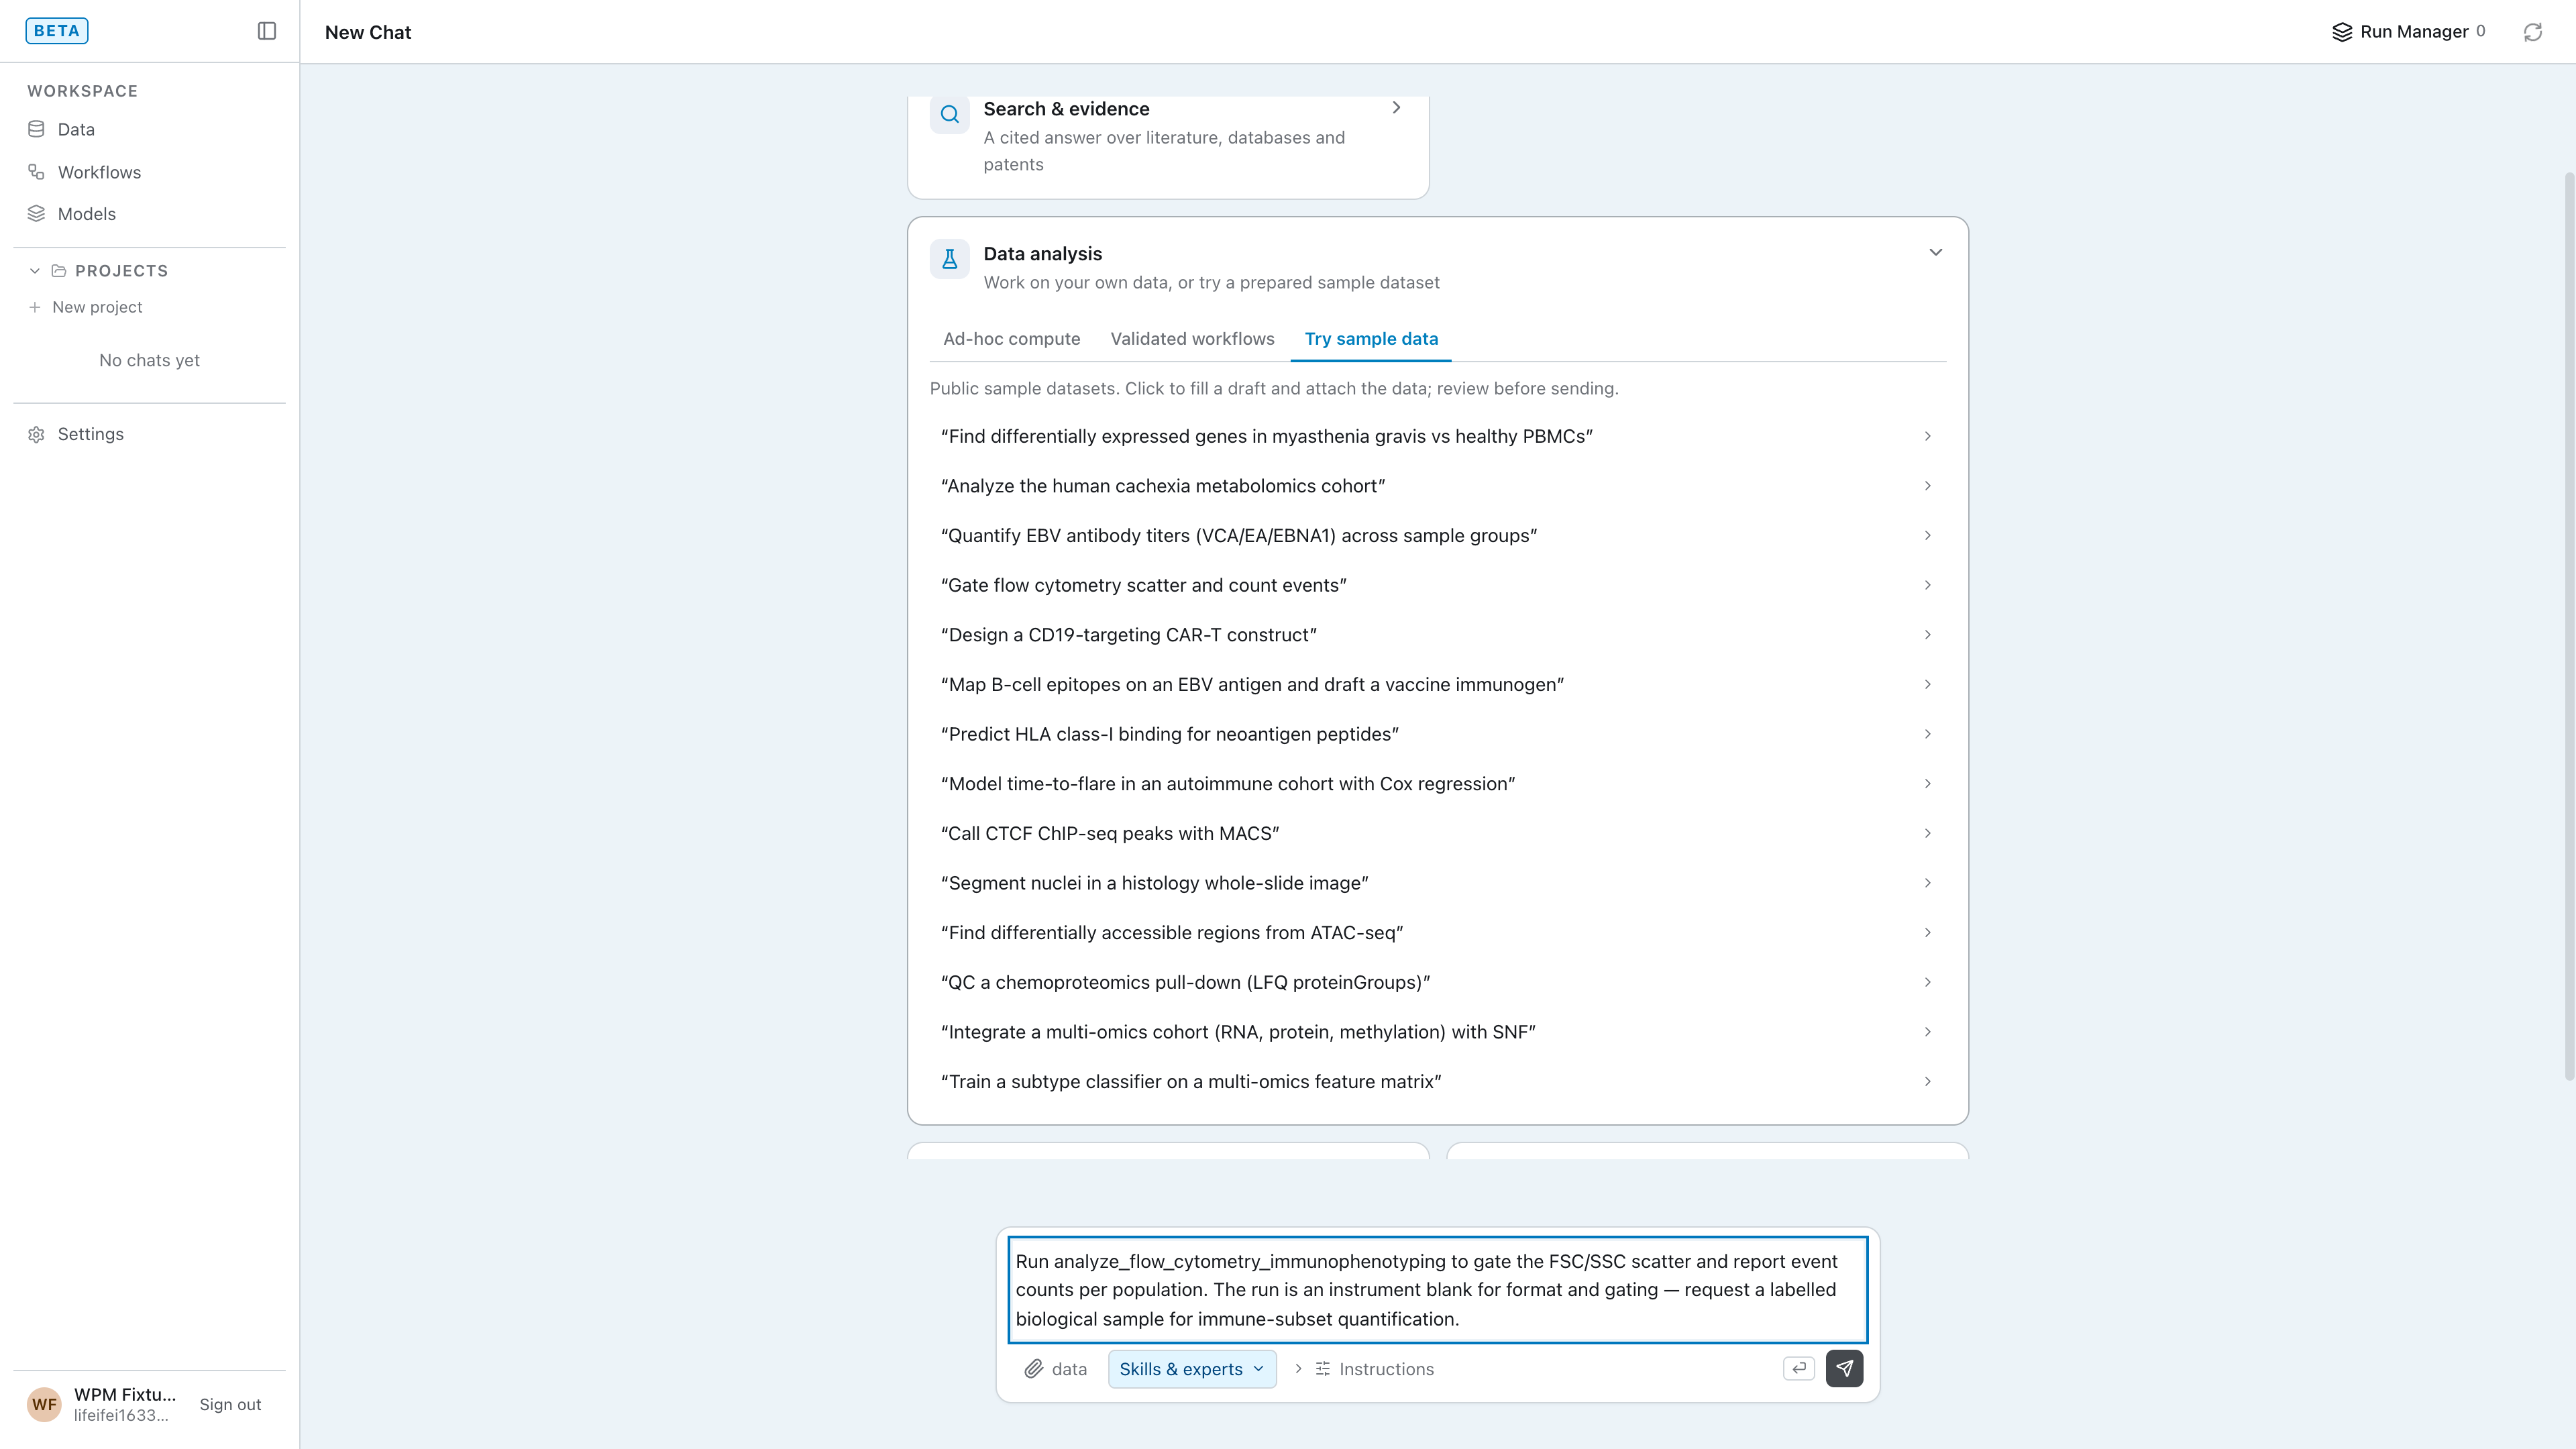 BETA
New Chat
Run Manager 0
WORKSPACE
Data
Workflows
Models
PROJECTS
New project
No chats yet
Settings
Search & evidence
A cited answer over literature, databases and
patents
Data analysis
Work on your own data, or try a prepared sample dataset
Ad-hoc compute Validated workflows Try sample data
Public sample datasets. Click to fill a draft and attach the data; review before sending.
“Find differentially expressed genes in myasthenia gravis vs healthy PBMCs”
“Analyze the human cachexia metabolomics cohort”
“Quantify EBV antibody titers (VCA/EA/EBNA1) across sample groups”
“Gate flow cytometry scatter and count events”
“Design a CD19-targeting CAR-T construct”
“Map B-cell epitopes on an EBV antigen and draft a vaccine immunogen”
“Predict HLA class-I binding for neoantigen peptides”
“Model time-to-flare in an autoimmune cohort with Cox regression”
“Call CTCF ChIP-seq peaks with MACS”
“Segment nuclei in a histology whole-slide image”
“Find differentially accessible regions from ATAC-seq”
“QC a chemoproteomics pull-down (LFQ proteinGroups)”
“Integrate a multi-omics cohort (RNA, protein, methylation) with SNF”
“Train a subtype classifier on a multi-omics feature matrix”
Run analyze_flow_cytometry_immunophenotyping to gate the FSC/SSC scatter and report event
counts per population. The run is an instrument blank for format and gating — request a labelled
biological sample for immune-subset quantification.
data Skills & experts Instructions
WF
WPM Fixtu...
lifeifei1633...
Sign out